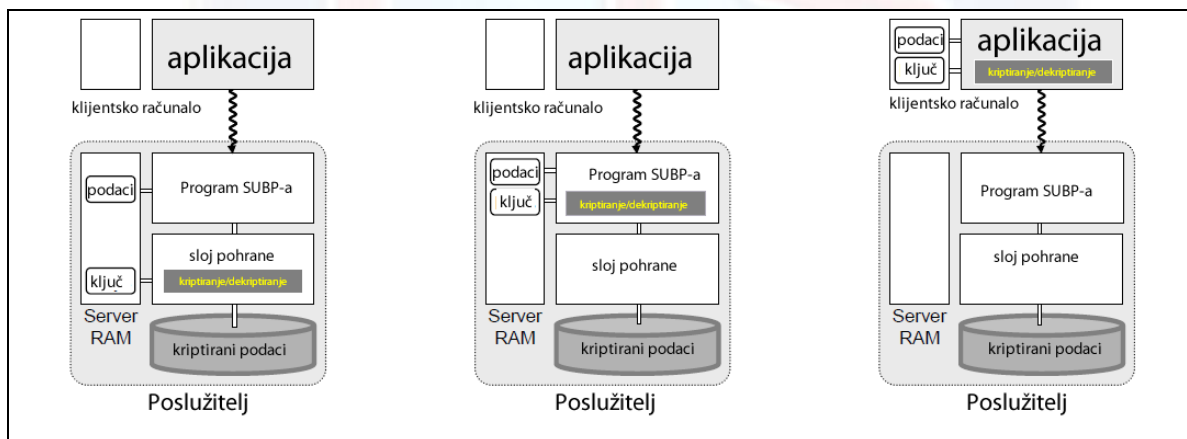 aplikacija
klijentsko računalo
podaci
Program SUBP-a
sloj pohrane
ključ
kriptiranje/dekriptiranje
Server
RAM
kriptirani podaci
Poslužitelj
aplikacija
klijentsko računalo
podaci
Program SUBP-a
ključ
kriptiranje/dekriptiranje
sloj pohrane
Server
RAM
kriptirani podaci
Poslužitelj
podaci
aplikacija
ključ
kriptiranje/dekriptiranje
klijentsko računalo
Program SUBP-a
sloj pohrane
Server
RAM
kriptirani podaci
Poslužitelj